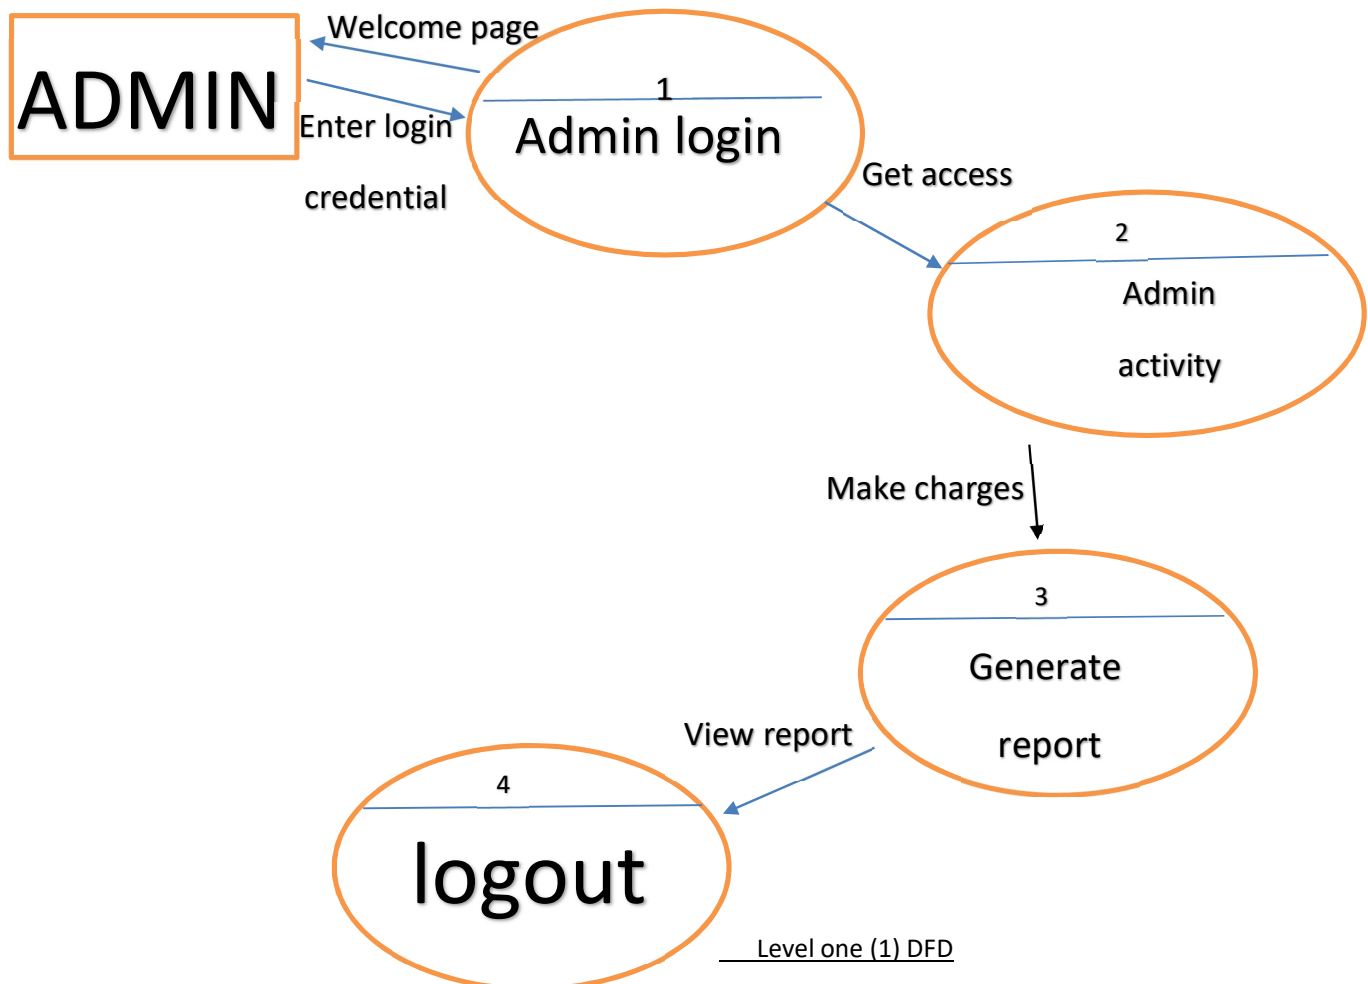 Welcome page
ADMIN
1
Enter login
Admin login
credential
Get access
2
Admin
activity
Make charges
3
Generate
report
View report
4
logout
Level one (1) DFD